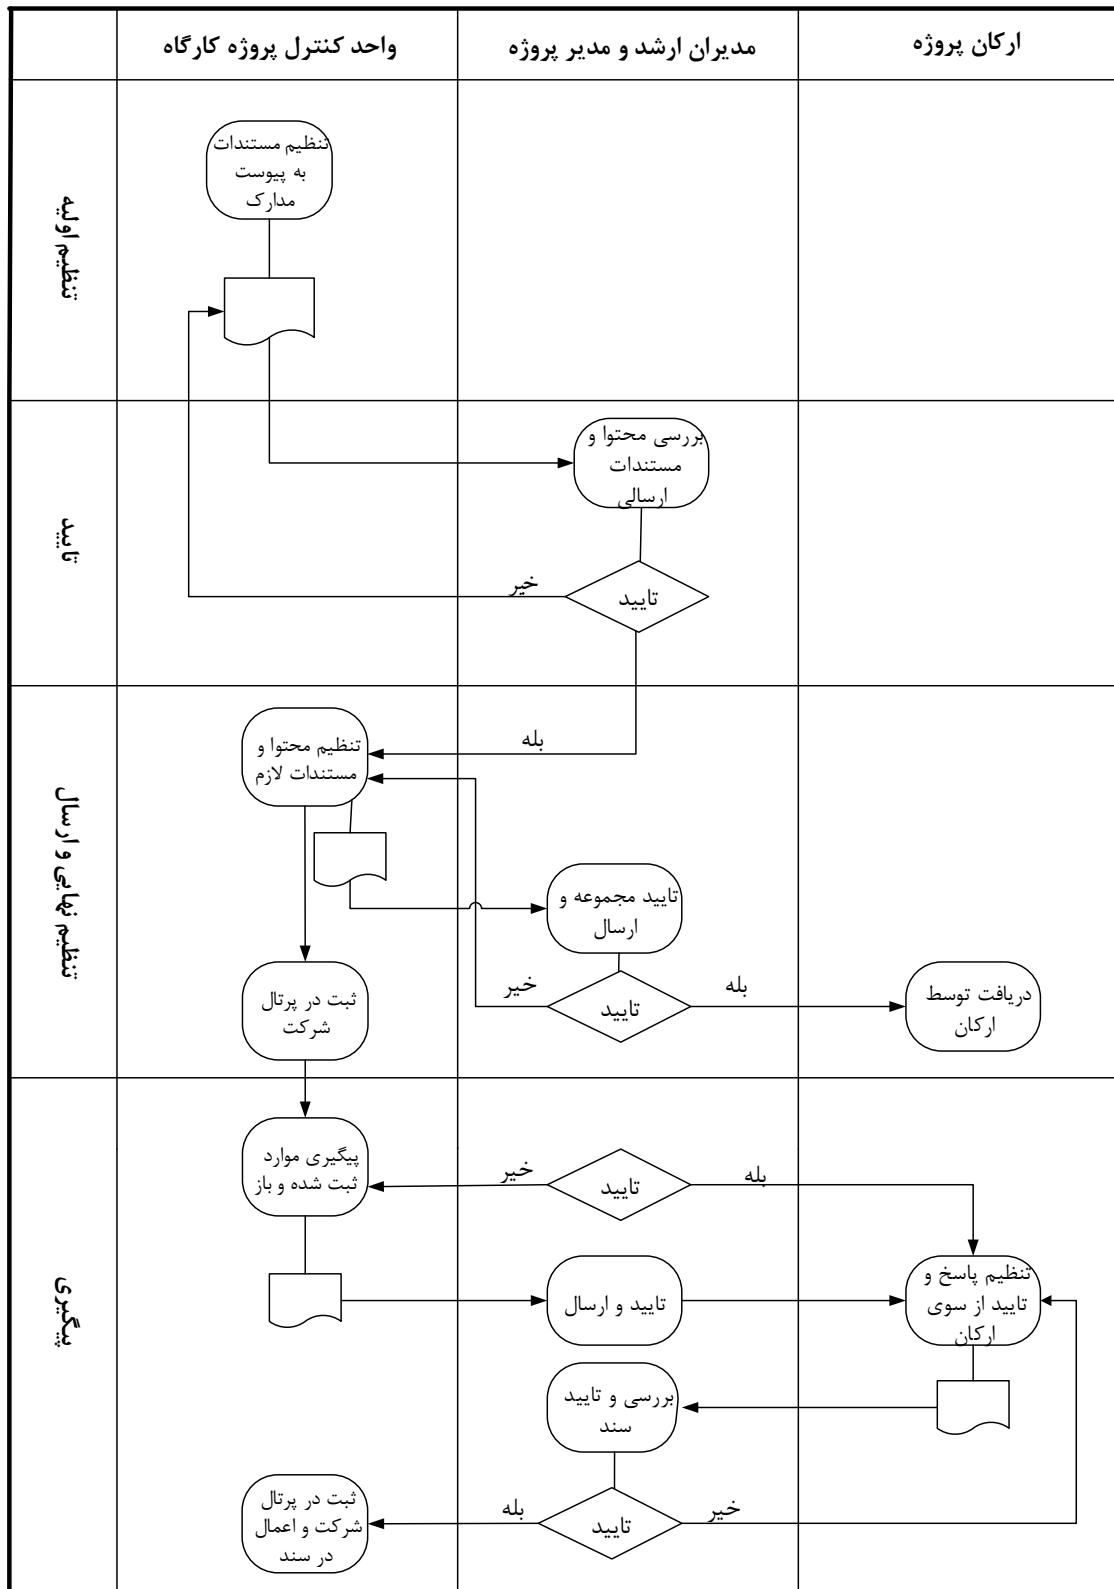 ارکان پروژه
مدیران ارشد و مدیر پروژه
واحد کنترل پروژه کارگاه
تنظیم اولیه
تنظیم مستندات
به پیوست
مدارک
تایید
بررسی محتوا و
مستندات
ارسالی
تایید
خیر
بله
تنظیم نهایی و ارسال
تنظیم محتوا و
مستندات لازم
تایید مجموعه و
ارسال
تایید
خیر
بله
دریافت توسط
ارکان
ثبت در پرتال
شرکت
پیگیری
پیگیری موارد
ثبت شده و باز
خیر
تایید
بله
تایید و ارسال
تنظیم پاسخ و
تایید از سوی
ارکان
بررسی و تایید
سند
تایید
خیر
بله
ثبت در پرتال
شرکت و اعمال
در سند